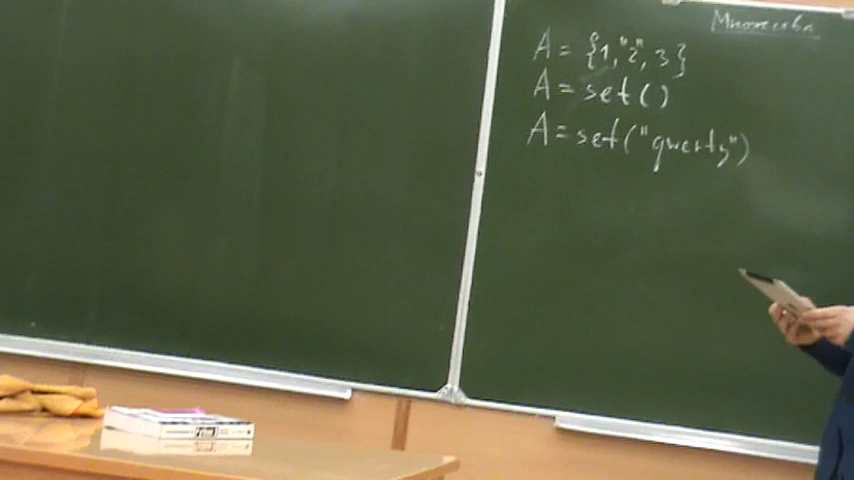 Множества
A = {1, "2", 3}
A = set()
A = set("qwerty")